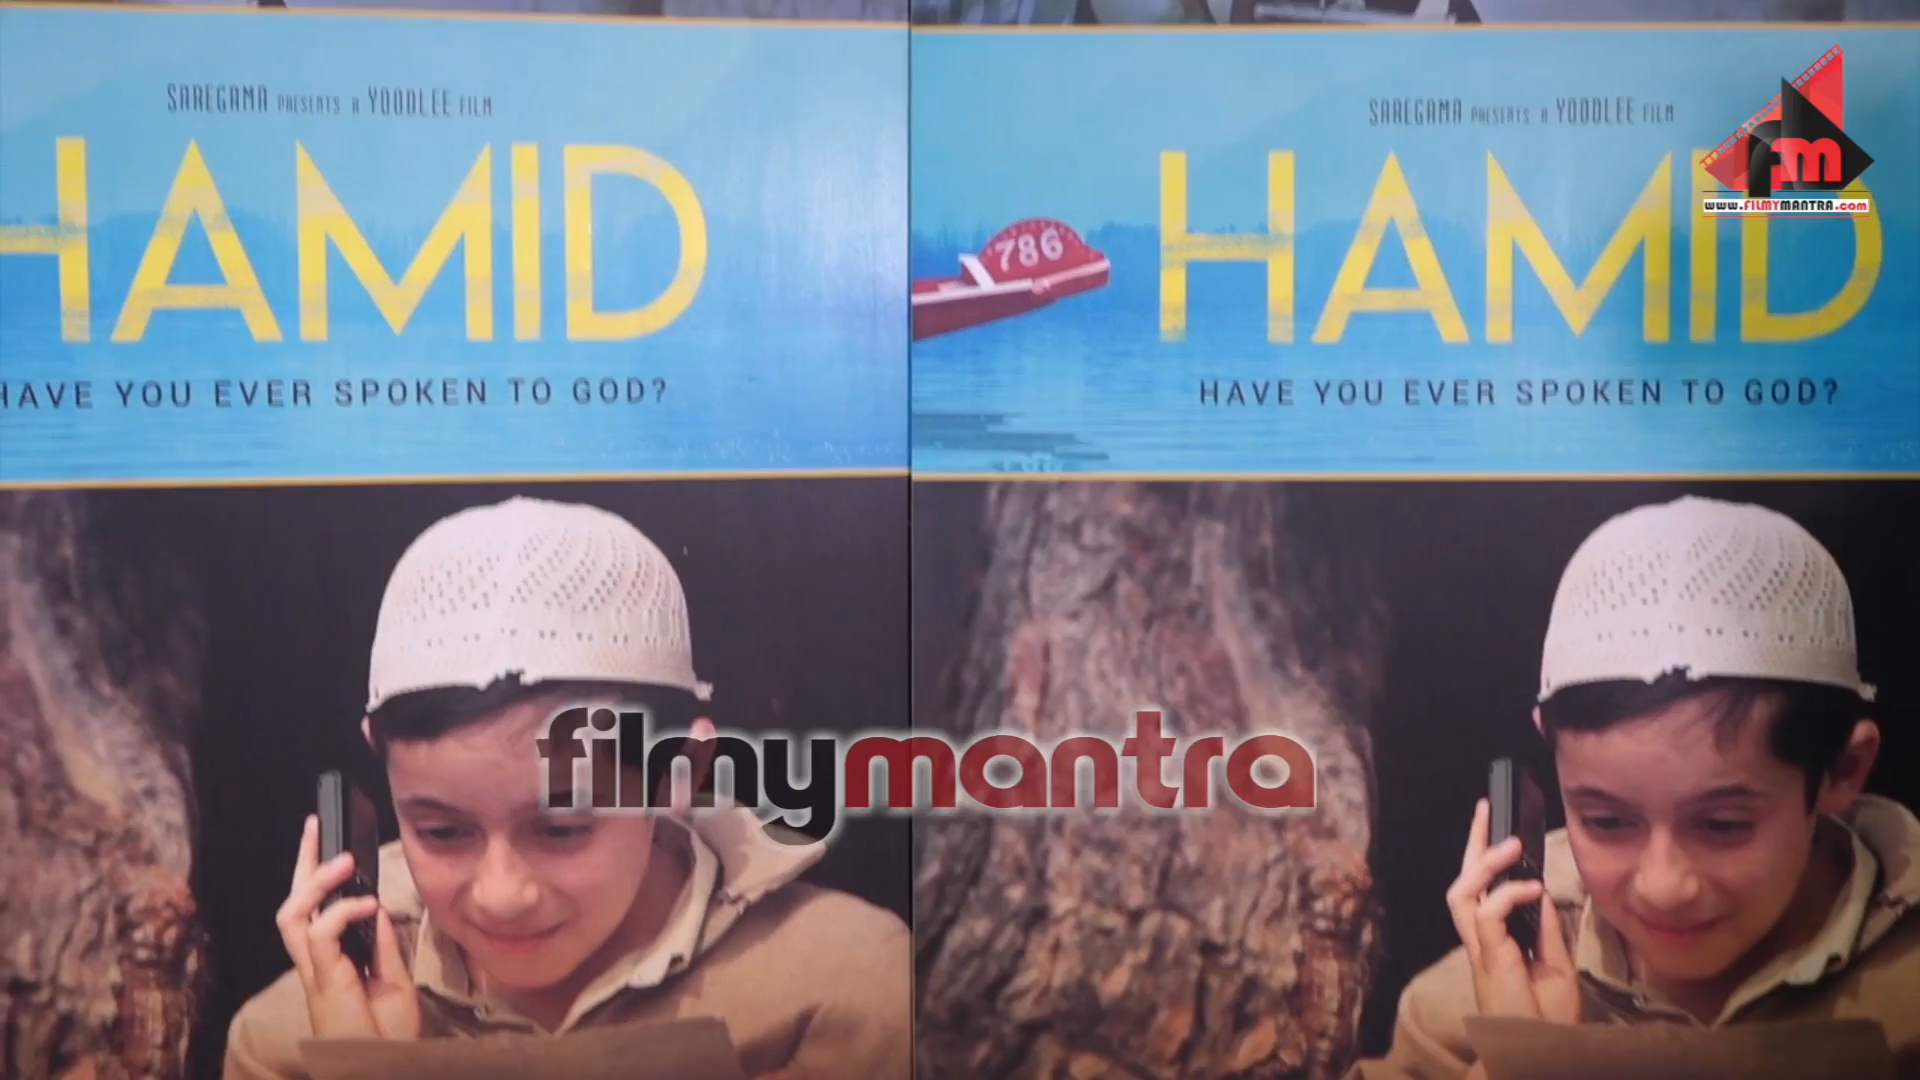 SAREGAMA PRESENTS A YOODLEE FILM
HAMID
HAVE YOU EVER SPOKEN TO GOD?
SAREGAMA PRESENTS A YOODLEE FILM
HAMID
786
HAVE YOU EVER SPOKEN TO GOD?
fm
www.FILMYMANTRA.com
filmymantra